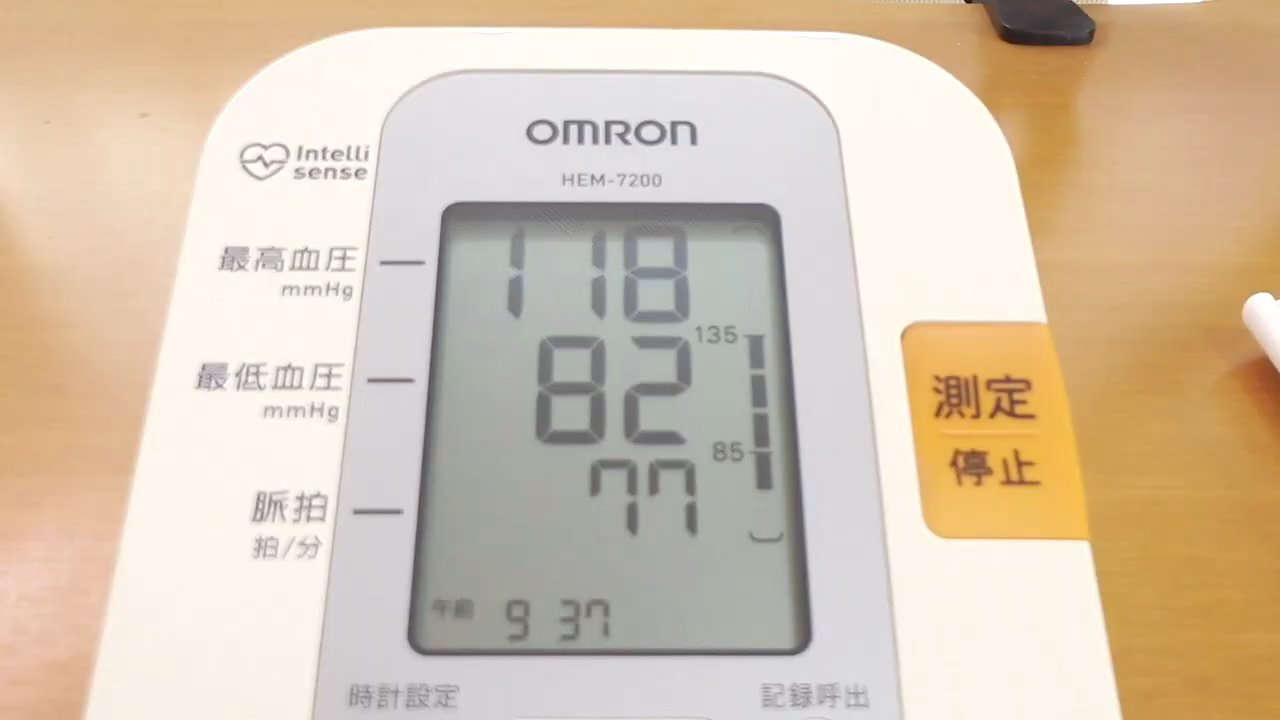 OMRON
Intelli
sense
HEM-7200
最高血圧
mmHg
118
135
最低血圧
mmHg
82
85
脈拍
拍/分
77
測定
停止
午前 9 37
時計設定
記録呼出